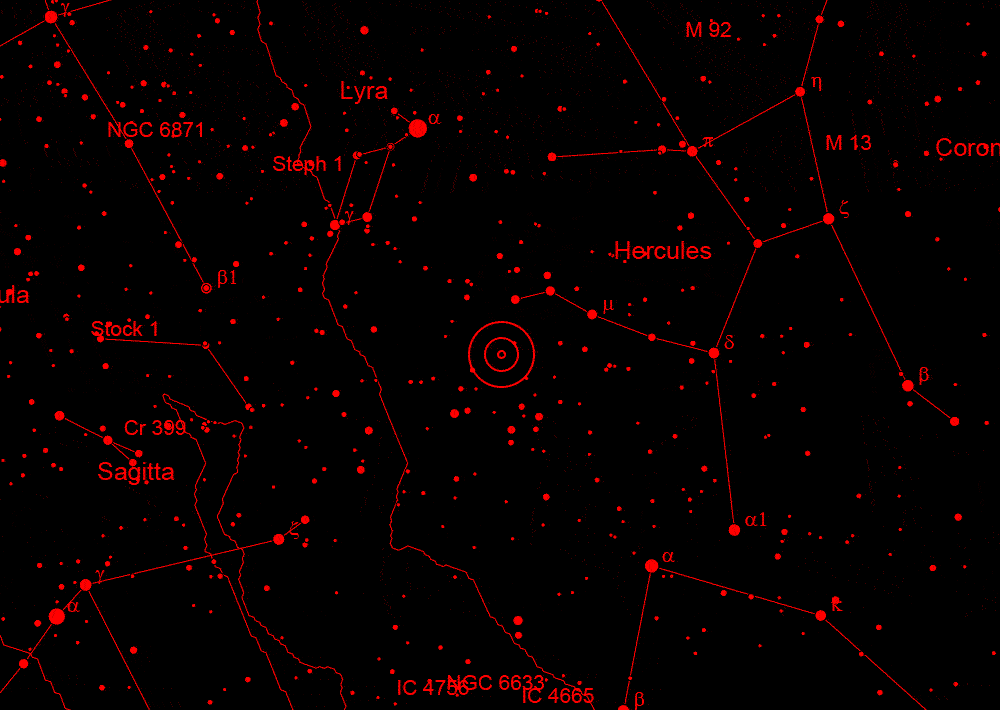 γ
M 92
η
Lyra
α
NGC 6871
M 13
π
Coron
Steph 1
ζ
γ
Hercules
β1
ula
μ
Stock 1
δ
β
Cr 399
Sagitta
α1
ζ
α
γ
α
κ
IC 4756
NGC 6633
IC 4665
β